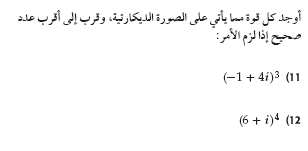 أوجد كل قوة مما يأتي على الصورة الديكارتية، وقرب إلى أقرب عدد
صحيح إذا لزم الأمر:
(11 (−1 + 4i)³
(12 (6 + i)⁴